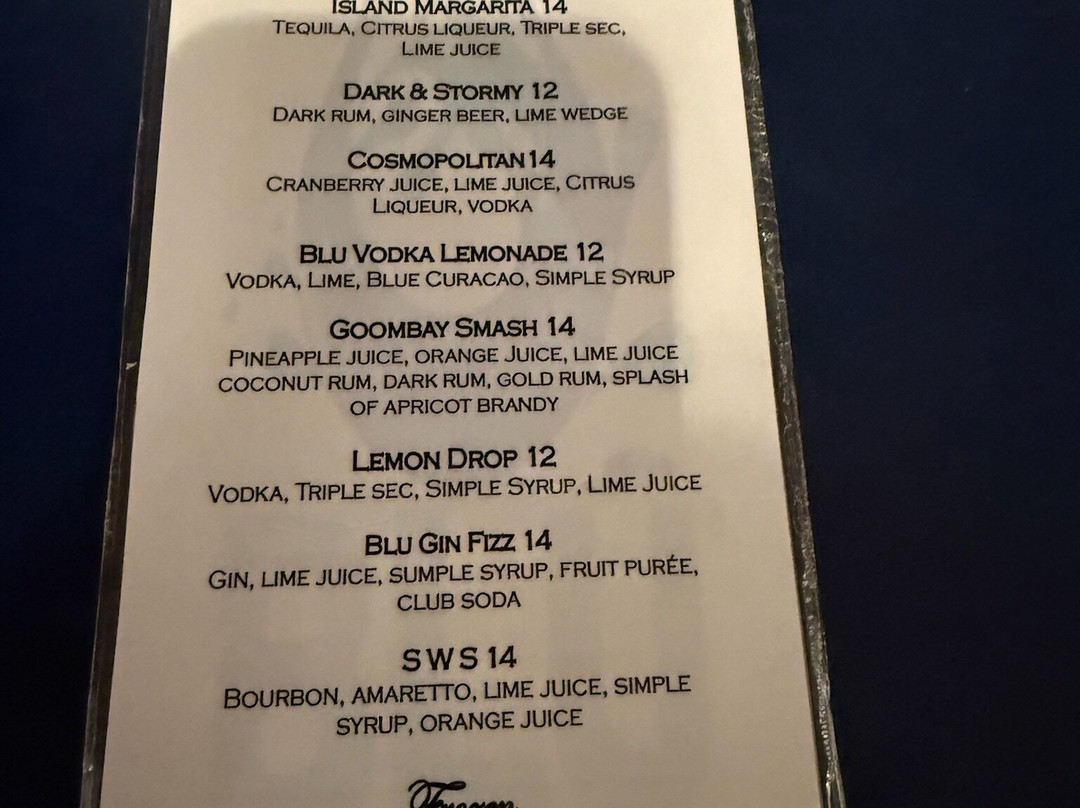 ISLAND MARGARITA 14
TEQUILA, CITRUS LIQUEUR, TRIPLE SEC,
LIME JUICE
DARK & STORMY 12
DARK RUM, GINGER BEER, LIME WEDGE
COSMOPOLITAN 14
CRANBERRY JUICE, LIME JUICE, CITRUS
LIQUEUR, VODKA
BLU VODKA LEMONADE 12
VODKA, LIME, BLUE CURACAO, SIMPLE SYRUP
GOOMBAY SMASH 14
PINEAPPLE JUICE, ORANGE JUICE, LIME JUICE
COCONUT RUM, DARK RUM, GOLD RUM, SPLASH
OF APRICOT BRANDY
LEMON DROP 12
VODKA, TRIPLE SEC, SIMPLE SYRUP, LIME JUICE
BLU GIN FIZZ 14
GIN, LIME JUICE, SUMPLE SYRUP, FRUIT PURÉE,
CLUB SODA
S W S 14
BOURBON, AMARETTO, LIME JUICE, SIMPLE
SYRUP, ORANGE JUICE